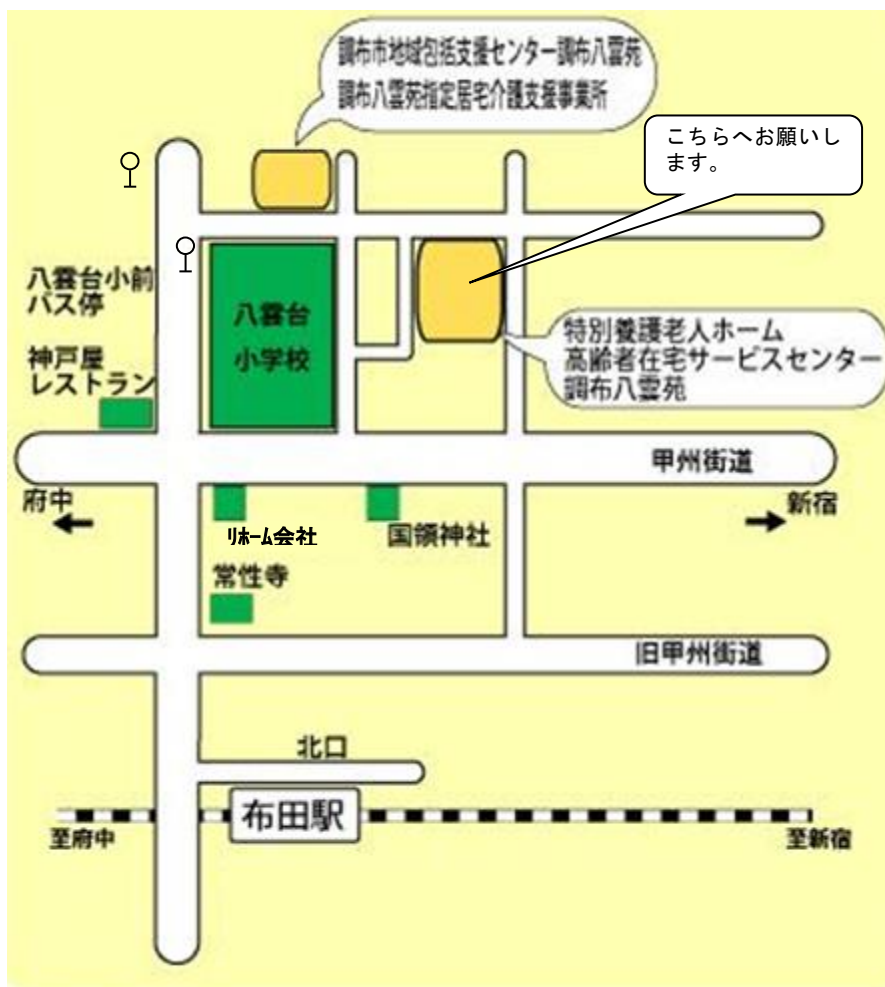 調布市地域包括支援センター調布八雲苑
調布八雲苑指定居宅介護支援事業所
こちらへお願いし
ます。
八雲台小前
バス停
八雲台
小学校
神戸屋
レストラン
特別養護老人ホーム
高齢者在宅サービスセンター
調布八雲苑
甲州街道
府中
新宿
リホーム会社
国領神社
常性寺
旧甲州街道
北口
布田駅
至府中
至新宿